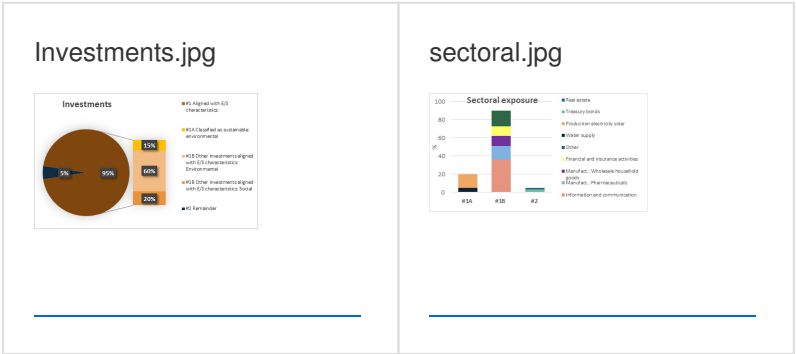 Investments.jpg
Investments
15%
5%
95%
60%
20%
#1 Aligned with E/S
characteristics
#1A Classified as sustainable:
environmental
#1B Other investments aligned
with E/S characteristics:
Environmental
#1B Other investments aligned
with E/S characteristics: Social
#2 Remainder
sectoral.jpg
Sectoral exposure
100
80
60
40
20
0
%
#1A
#1B
#2
Real estate
Treasury bonds
Production electricity solar
Water supply
Other
Financial and insurance activities
Manufact.: Wholesale household
goods
Manufact.: Pharmaceuticals
Information and communication